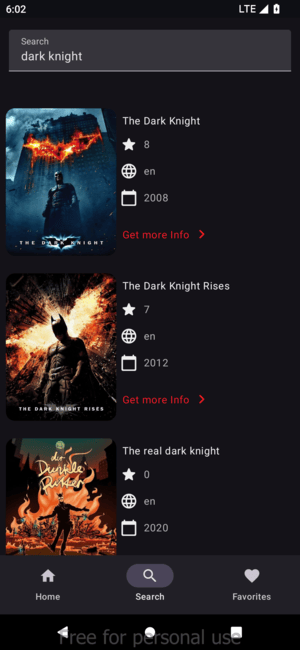 6:02 LTE
Search
dark knight
The Dark Knight
8
en
2008
Get more Info
THE DARK KNIGHT
The Dark Knight Rises
7
en
2012
Get more Info
THE DARK KNIGHT RISES
The real dark knight
der
Dunkle
Ritter
0
en
2020
Home Search Favorites
Free for personal use